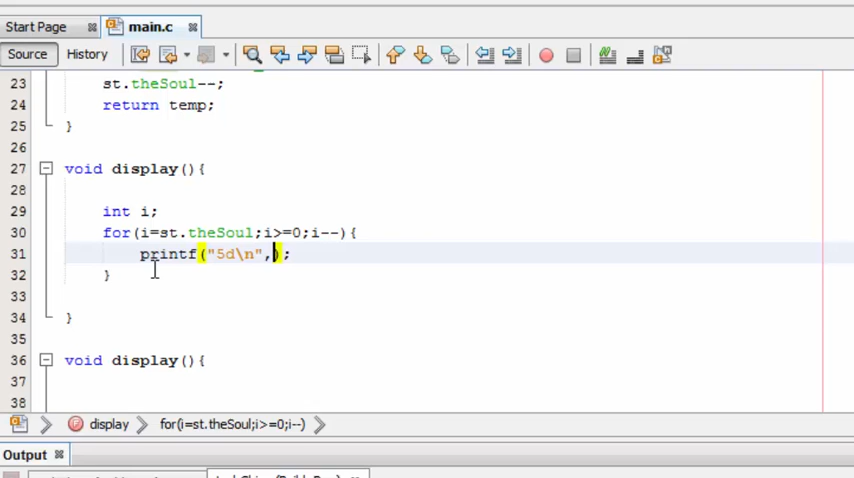 Start Page main.c
Source History
23 st.theSoul--;
24 return temp;
25 }
26
27 void display(){
28
29 int i;
30 for(i=st.theSoul;i>=0;i--){
31 printf("5d\n",);
32 }
33
34 }
35
36 void display(){
37
38
display for(i=st.theSoul;i>=0;i--)
Output